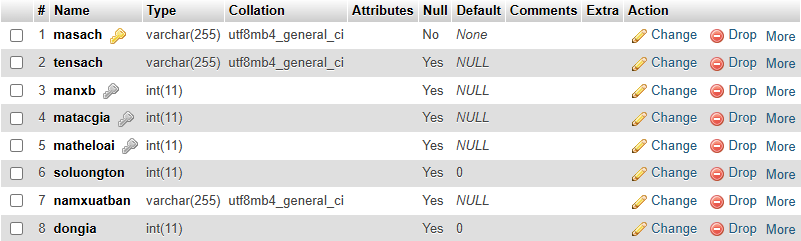 # Name Type Collation Attributes Null Default Comments Extra Action
1 masach varchar(255) utf8mb4_general_ci No None Change Drop More
2 tensach varchar(255) utf8mb4_general_ci Yes NULL Change Drop More
3 manxb int(11) Yes NULL Change Drop More
4 matacgia int(11) Yes NULL Change Drop More
5 matheloai int(11) Yes NULL Change Drop More
6 soluongton int(11) Yes 0 Change Drop More
7 namxuatban varchar(255) utf8mb4_general_ci Yes NULL Change Drop More
8 dongia int(11) Yes 0 Change Drop More